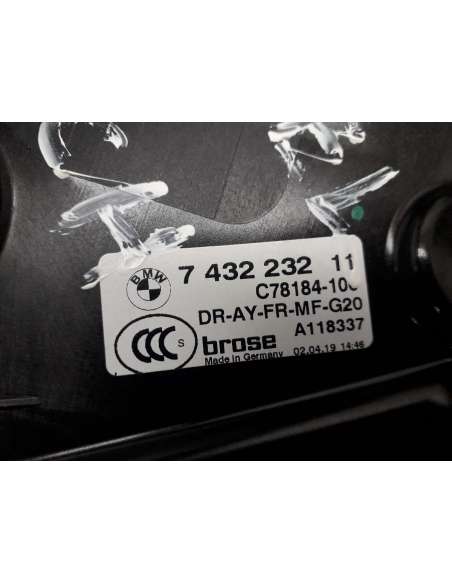 BMW
7 432 232 11
C78184-10
DR-AY-FR-MF-G20
CCC S
brose A118337
Made in Germany 02.04.19 14:46